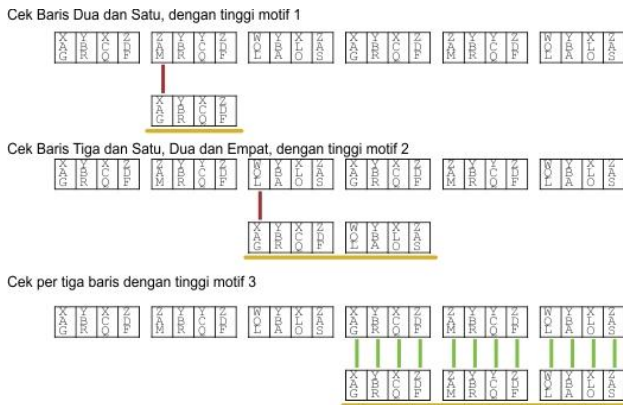 Cek Baris Dua dan Satu, dengan tinggi motif 1
X Y X Z Z Y Y Z W Y X Z X Y X Z Z Y Y Z W Y X Z
A B C D A B C D O B L A A B C D A B C D O B L A
G R Q F M R Q F L A O S G R Q F M R Q F L A O S
X Y X Z
A B C D
G R Q F
Cek Baris Tiga dan Satu, Dua dan Empat, dengan tinggi motif 2
X Y X Z Z Y Y Z W Y X Z X Y X Z Z Y Y Z W Y X Z
A B C D A B C D O B L A A B C D A B C D O B L A
G R Q F M R Q F L A O S G R Q F M R Q F L A O S
X Y X Z W Y X Z
A B C D O B L A
G R Q F L A O S
Cek per tiga baris dengan tinggi motif 3
X Y X Z Z Y Y Z W Y X Z X Y X Z Z Y Y Z W Y X Z
A B C D A B C D O B L A A B C D A B C D O B L A
G R Q F M R Q F L A O S G R Q F M R Q F L A O S
X Y X Z Z Y Y Z W Y X Z
A B C D A B C D O B L A
G R Q F M R Q F L A O S